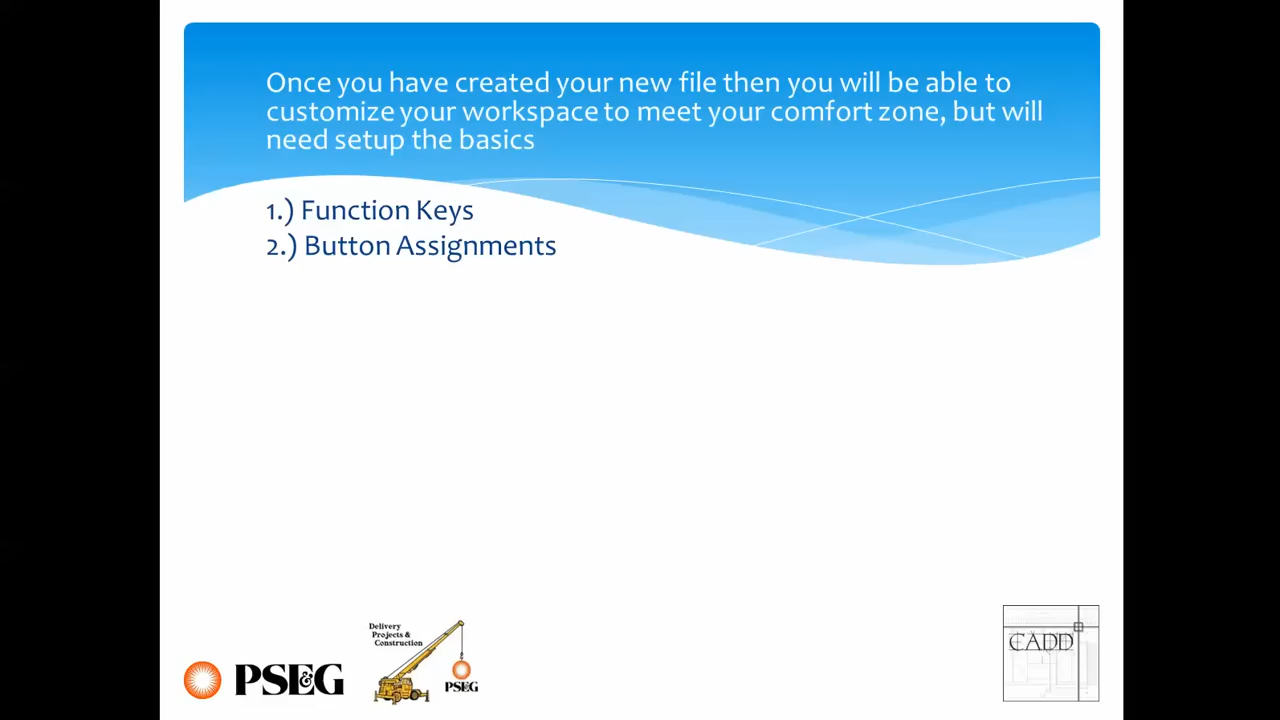 Once you have created your new file then you will be able to
customize your workspace to meet your comfort zone, but will
need setup the basics
1.) Function Keys
2.) Button Assignments
Delivery
Projects &
Construction
PSE&G
PSEG
CADD